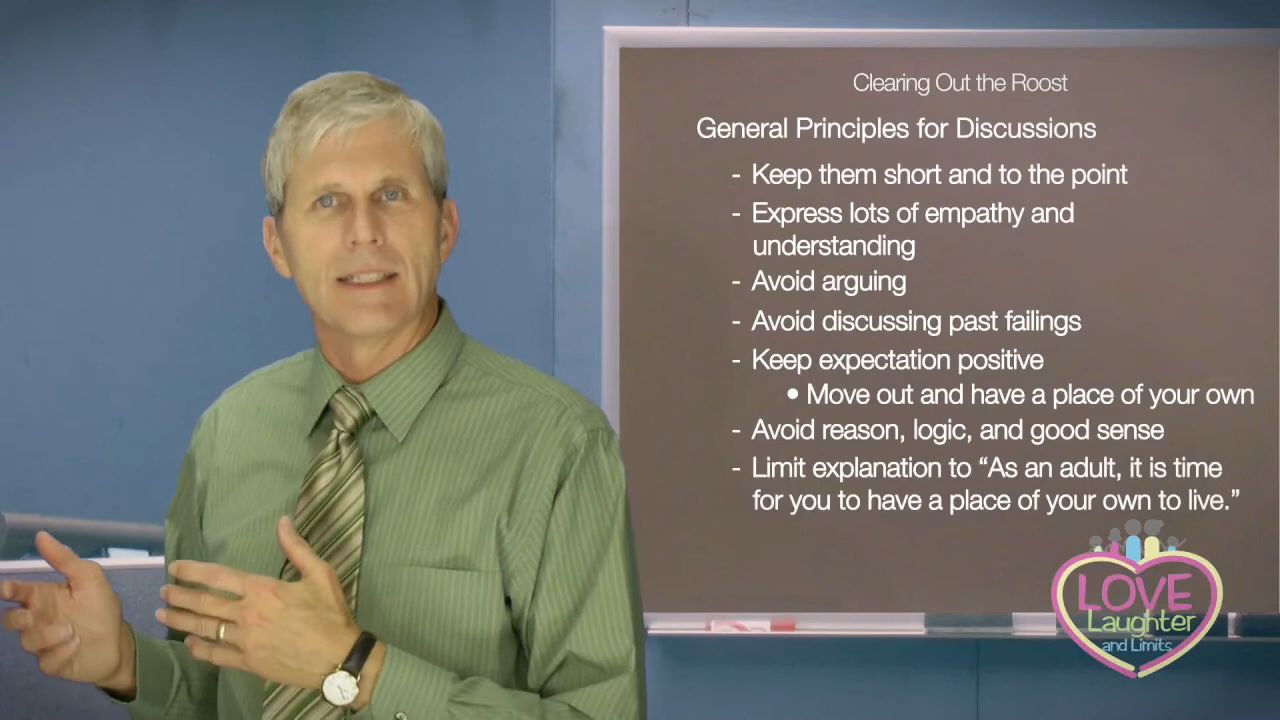 Clearing Out the Roost
General Principles for Discussions
- Keep them short and to the point
- Express lots of empathy and
understanding
- Avoid arguing
- Avoid discussing past failings
- Keep expectation positive
• Move out and have a place of your own
- Avoid reason, logic, and good sense
- Limit explanation to “As an adult, it is time
for you to have a place of your own to live.”
LOVE
Laughter
and Limits